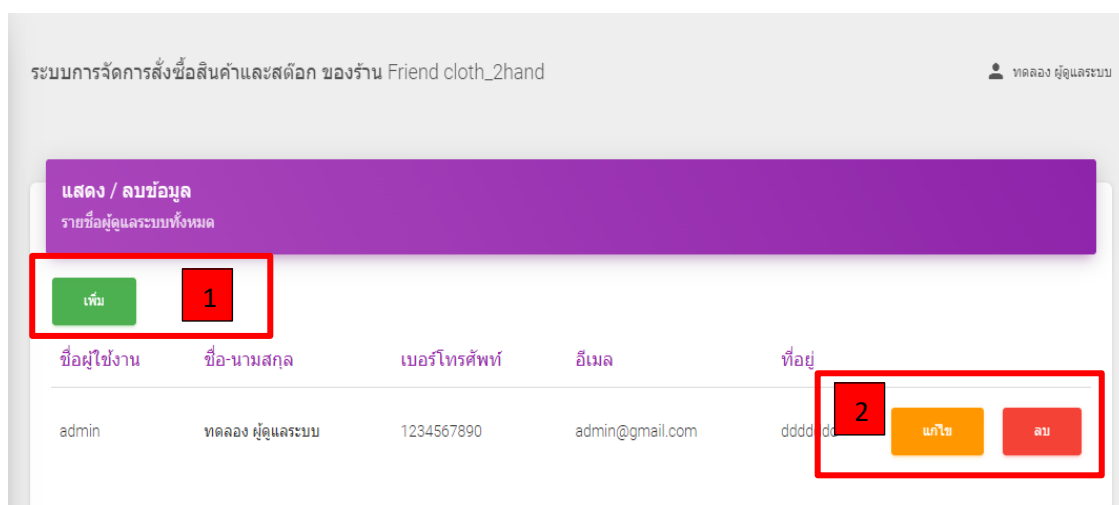 ระบบการจัดการสั่งซื้อสินค้าและสต๊อก ของร้าน Friend cloth_2hand
ทดลอง ผู้ดูแลระบบ
แสดง / ลบข้อมูล
รายชื่อผู้ดูแลระบบทั้งหมด
เพิ่ม 1
ชื่อผู้ใช้งาน ชื่อ-นามสกุล เบอร์โทรศัพท์ อีเมล ที่อยู่
2
admin ทดลอง ผู้ดูแลระบบ 1234567890 admin@gmail.com แก้ไข ลบ